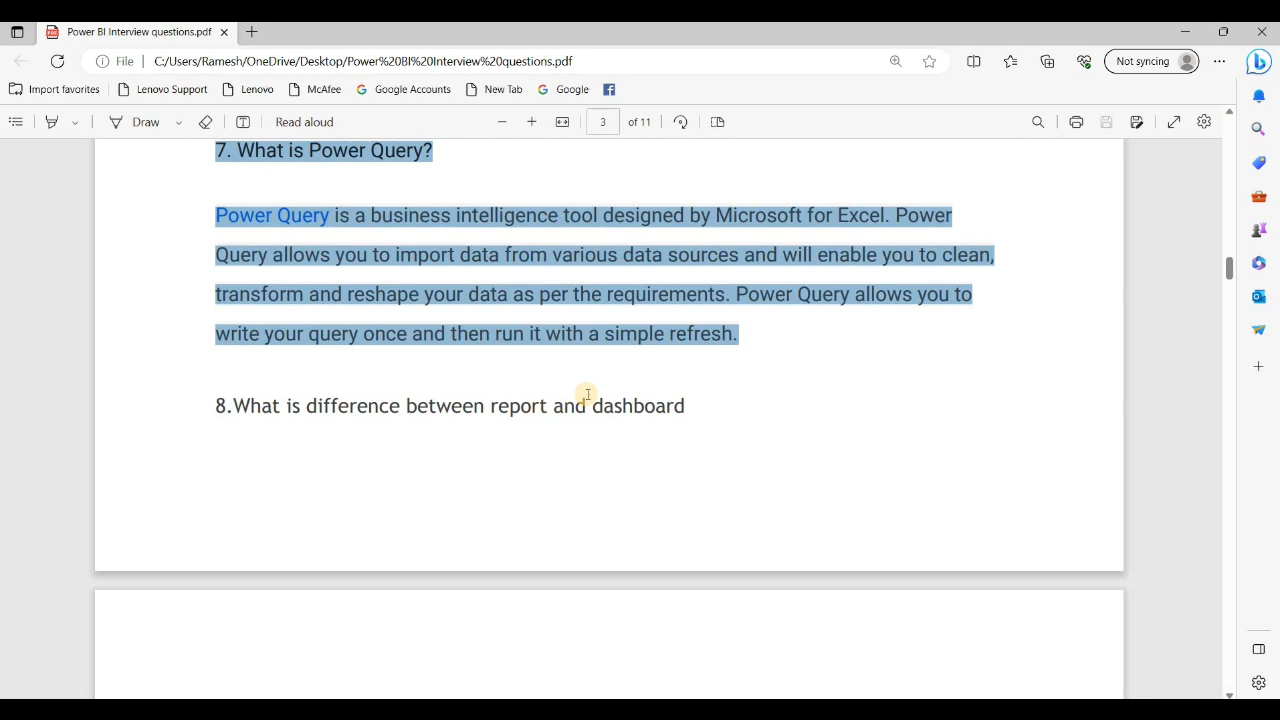 Power BI Interview questions.pdf
File
C:/Users/Ramesh/OneDrive/Desktop/Power%20BI%20Interview%20questions.pdf
Not syncing
Import favorites Lenovo Support Lenovo McAfee Google Accounts New Tab Google
Draw Read aloud 3 of 11
7. What is Power Query?
Power Query is a business intelligence tool designed by Microsoft for Excel. Power
Query allows you to import data from various data sources and will enable you to clean,
transform and reshape your data as per the requirements. Power Query allows you to
write your query once and then run it with a simple refresh.
8.What is difference between report and dashboard